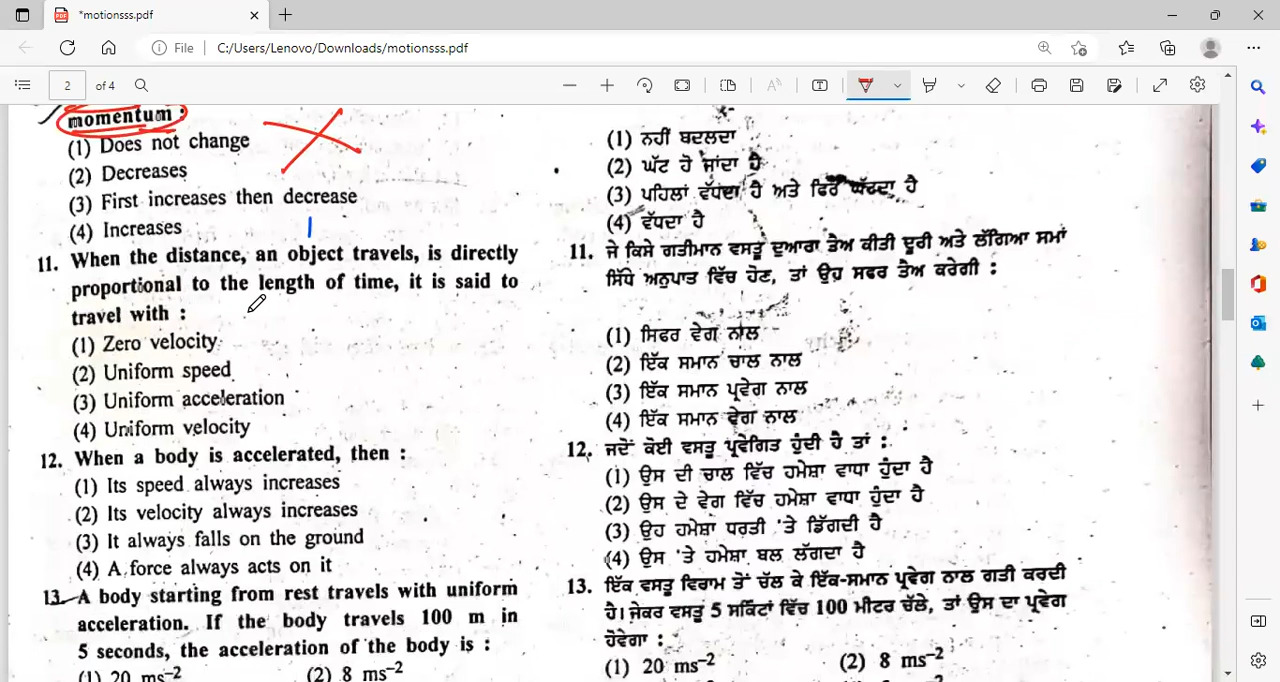 *motionsss.pdf
File
C:/Users/Lenovo/Downloads/motionsss.pdf
2
of 4
momentum :
(1) Does not change
(2) Decreases
(3) First increases then decrease
(4) Increases
11. When the distance, an object travels, is directly
proportional to the length of time, it is said to
travel with :
(1) Zero velocity
(2) Uniform speed
(3) Uniform acceleration
(4) Uniform velocity
12. When a body is accelerated, then :
(1) Its speed always increases
(2) Its velocity always increases
(3) It always falls on the ground
(4) A force always acts on it
13. A body starting from rest travels with uniform
acceleration. If the body travels 100 m in
5 seconds, the acceleration of the body is :
(1) 20 ms⁻² (2) 8 ms⁻²
(1) ਨਹੀਂ ਬਦਲਦਾ
(2) ਘੱਟ ਹੋ ਜਾਂਦਾ ਹੈ
(3) ਪਹਿਲਾਂ ਵੱਧਦਾ ਹੈ ਅਤੇ ਫਿਰ ਘੱਟਦਾ ਹੈ
(4) ਵੱਧਦਾ ਹੈ
11. ਜੇ ਕਿਸੇ ਗਤੀਮਾਨ ਵਸਤੂ ਦੁਆਰਾ ਤੈਅ ਕੀਤੀ ਦੂਰੀ ਅਤੇ ਲੱਗਿਆ ਸਮਾਂ
ਸਿੱਧੇ ਅਨੁਪਾਤ ਵਿੱਚ ਹੋਣ, ਤਾਂ ਉਹ ਸਫਰ ਤੈਅ ਕਰੇਗੀ :
(1) ਸਿਫਰ ਵੇਗ ਨਾਲ
(2) ਇੱਕ ਸਮਾਨ ਚਾਲ ਨਾਲ
(3) ਇੱਕ ਸਮਾਨ ਪ੍ਰਵੇਗ ਨਾਲ
(4) ਇੱਕ ਸਮਾਨ ਵੇਗ ਨਾਲ
12. ਜਦੋਂ ਕੋਈ ਵਸਤੂ ਪ੍ਰਵੇਗਿਤ ਹੁੰਦੀ ਹੈ ਤਾਂ :
(1) ਉਸ ਦੀ ਚਾਲ ਵਿੱਚ ਹਮੇਸ਼ਾ ਵਾਧਾ ਹੁੰਦਾ ਹੈ
(2) ਉਸ ਦੇ ਵੇਗ ਵਿੱਚ ਹਮੇਸ਼ਾ ਵਾਧਾ ਹੁੰਦਾ ਹੈ
(3) ਉਹ ਹਮੇਸ਼ਾ ਧਰਤੀ 'ਤੇ ਡਿੱਗਦੀ ਹੈ
(4) ਉਸ 'ਤੇ ਹਮੇਸ਼ਾ ਬਲ ਲੱਗਦਾ ਹੈ
13. ਇੱਕ ਵਸਤੂ ਵਿਰਾਮ ਤੋਂ ਚੱਲ ਕੇ ਇੱਕ-ਸਮਾਨ ਪ੍ਰਵੇਗ ਨਾਲ ਗਤੀ ਕਰਦੀ
ਹੈ। ਜੇਕਰ ਵਸਤੂ 5 ਸਕਿੰਟਾਂ ਵਿੱਚ 100 ਮੀਟਰ ਚੱਲੇ, ਤਾਂ ਉਸ ਦਾ ਪ੍ਰਵੇਗ
ਹੋਵੇਗਾ :
(1) 20 ms⁻² (2) 8 ms⁻²